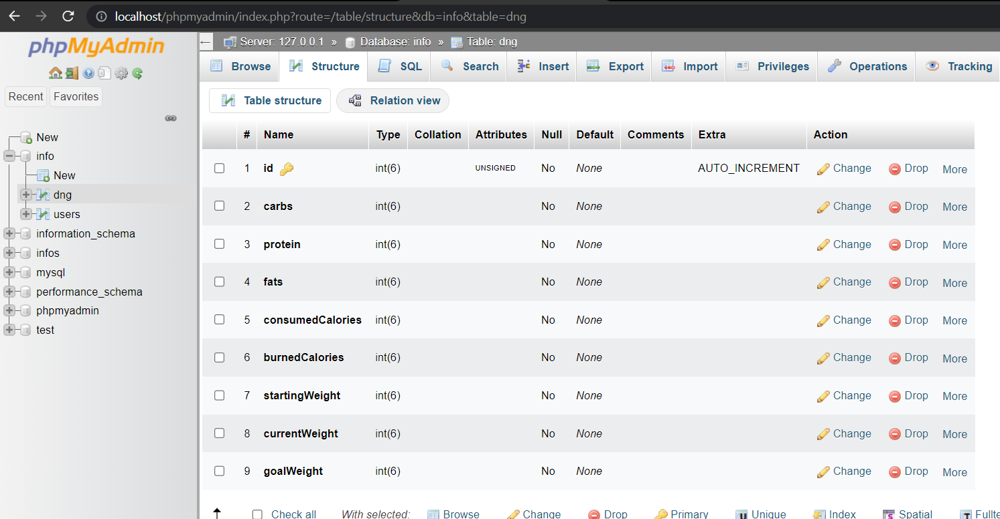 localhost/phpmyadmin/index.php?route=/table/structure&db=info&table=dng
phpMyAdmin
Recent Favorites
New
info
New
dng
users
information_schema
infos
mysql
performance_schema
phpmyadmin
test
Server: 127.0.0.1 » Database: info » Table: dng
Browse Structure SQL Search Insert Export Import Privileges Operations Tracking
Table structure Relation view
# Name Type Collation Attributes Null Default Comments Extra Action
1 id int(6) UNSIGNED No None AUTO_INCREMENT Change Drop More
2 carbs int(6) No None Change Drop More
3 protein int(6) No None Change Drop More
4 fats int(6) No None Change Drop More
5 consumedCalories int(6) No None Change Drop More
6 burnedCalories int(6) No None Change Drop More
7 startingWeight int(6) No None Change Drop More
8 currentWeight int(6) No None Change Drop More
9 goalWeight int(6) No None Change Drop More
Check all With selected: Browse Change Drop Primary Unique Index Spatial Fullte